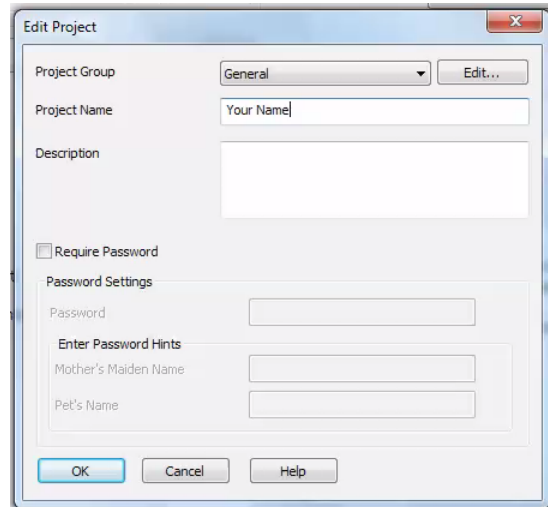 Edit Project
Project Group General Edit...
Project Name Your Name
Description
Require Password
Password Settings
Password
Enter Password Hints
Mother's Maiden Name
Pet's Name
OK Cancel Help